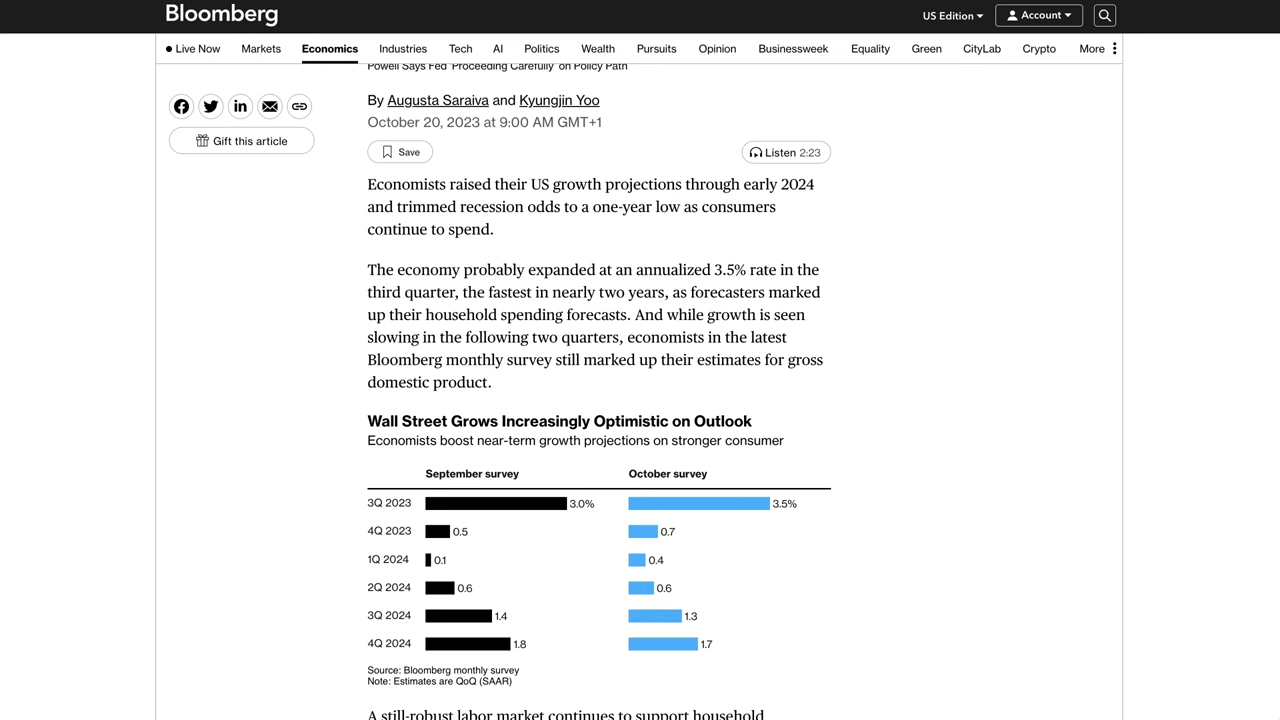 Bloomberg
US Edition
Account
Live Now Markets Economics Industries Tech AI Politics Wealth Pursuits Opinion Businessweek Equality Green CityLab Crypto More
Powell Says Fed ‘Proceeding Carefully’ on Policy Path
By Augusta Saraiva and Kyungjin Yoo
October 20, 2023 at 9:00 AM GMT+1
Gift this article
Save
Listen 2:23
Economists raised their US growth projections through early 2024
and trimmed recession odds to a one-year low as consumers
continue to spend.
The economy probably expanded at an annualized 3.5% rate in the
third quarter, the fastest in nearly two years, as forecasters marked
up their household spending forecasts. And while growth is seen
slowing in the following two quarters, economists in the latest
Bloomberg monthly survey still marked up their estimates for gross
domestic product.
Wall Street Grows Increasingly Optimistic on Outlook
Economists boost near-term growth projections on stronger consumer
September survey October survey
3Q 2023 3.0% 3.5%
4Q 2023 0.5 0.7
1Q 2024 0.1 0.4
2Q 2024 0.6 0.6
3Q 2024 1.4 1.3
4Q 2024 1.8 1.7
Source: Bloomberg monthly survey
Note: Estimates are QoQ (SAAR)
A still-robust labor market continues to support household